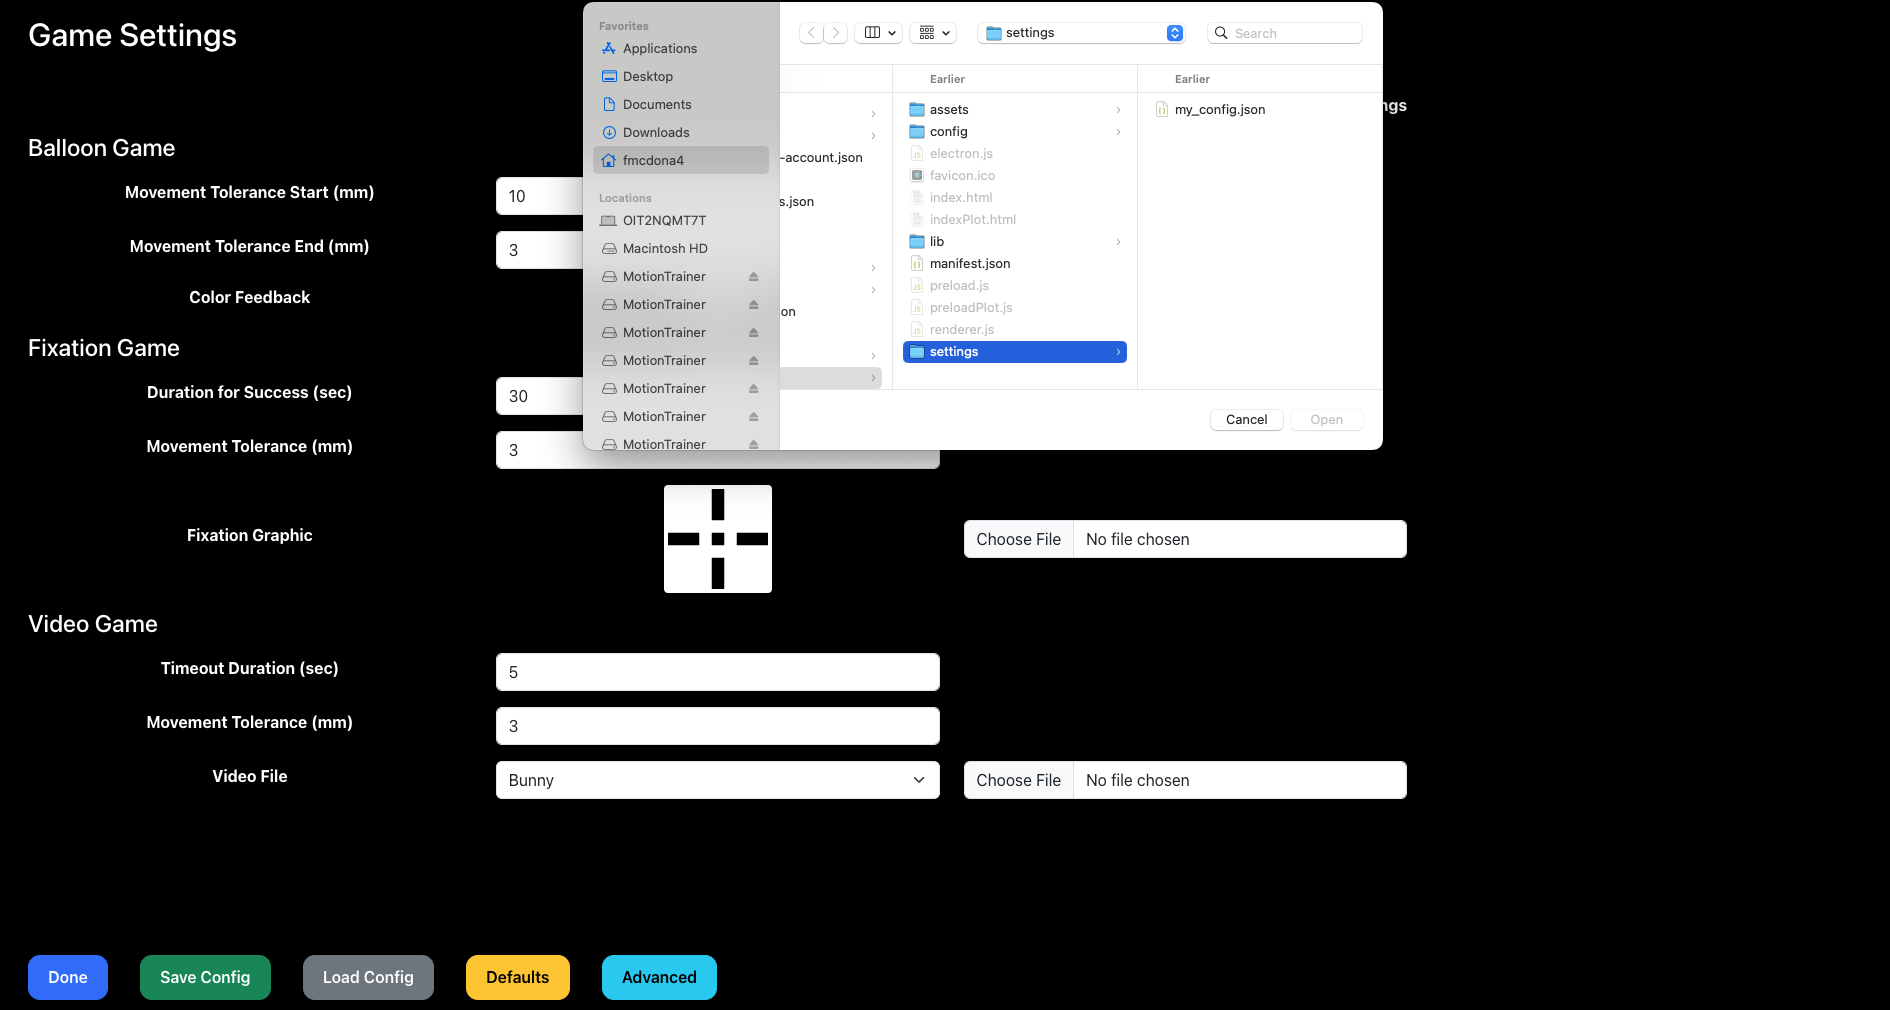 Game Settings
Balloon Game
Movement Tolerance Start (mm)
10
Movement Tolerance End (mm)
3
Color Feedback
Fixation Game
Duration for Success (sec)
30
Movement Tolerance (mm)
3
Fixation Graphic
Choose File
No file chosen
Video Game
Timeout Duration (sec)
5
Movement Tolerance (mm)
3
Video File
Bunny
Choose File
No file chosen
Done
Save Config
Load Config
Defaults
Advanced
Favorites
Applications
Desktop
Documents
Downloads
fmcdona4
Locations
OIT2NQMT7T
Macintosh HD
MotionTrainer
MotionTrainer
MotionTrainer
MotionTrainer
MotionTrainer
MotionTrainer
MotionTrainer
settings
Search
-account.json
s.json
on
Earlier
assets
config
electron.js
favicon.ico
index.html
indexPlot.html
lib
manifest.json
preload.js
preloadPlot.js
renderer.js
settings
Earlier
my_config.json
Cancel
Open
ngs